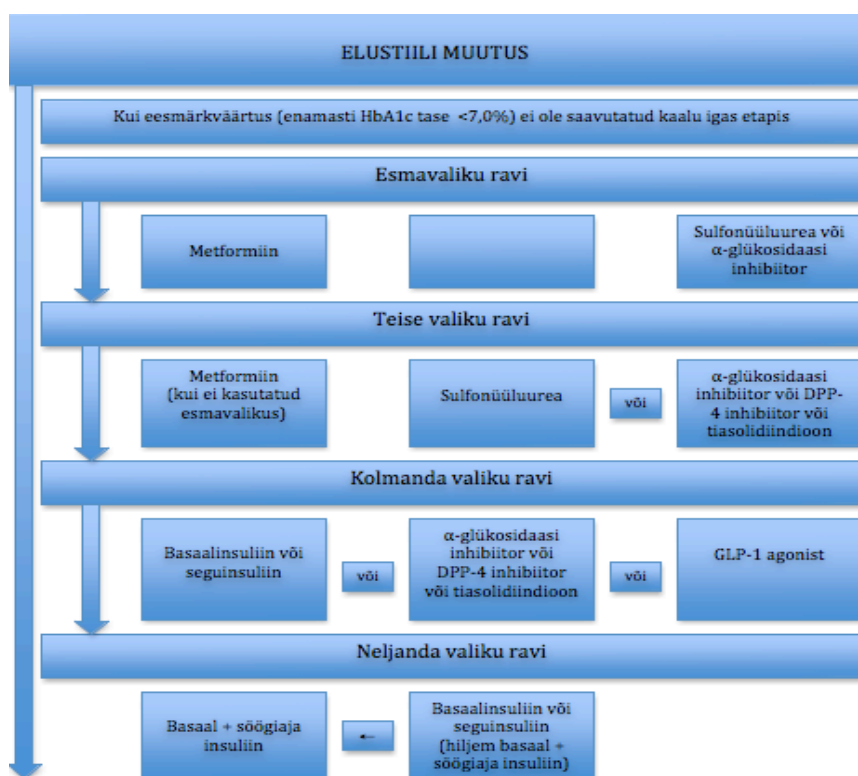 ELUSTIILI MUUTUS
Kui eesmärkväärtus (enamasti HbA1c tase <7,0%) ei ole saavutatud kaalu igas etapis
Esmavaliku ravi
Metformiin
Sulfonüüluurea või
α-glükosidaasi
inhibiitor
Teise valiku ravi
Metformiin
(kui ei kasutatud
esmavalikus)
Sulfonüüluurea
või
α-glükosidaasi
inhibiitor või DPP-
4 inhibiitor või
tiasolidiindioon
Kolmanda valiku ravi
Basaalinsuliin või
seguinsuliin
või
α-glükosidaasi
inhibiitor või
DPP-4 inhibiitor
või tiasolidiindioon
või
GLP-1 agonist
Neljanda valiku ravi
Basaal + söögiaja
insuliin
←
Basaalinsuliin või
seguinsuliin
(hiljem basaal +
söögiaja insuliin)